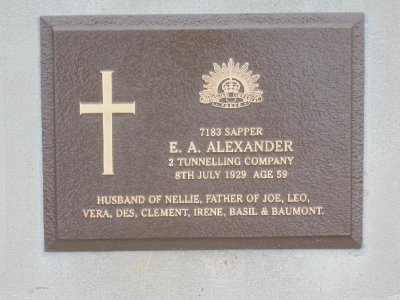 7183 SAPPER
E. A. ALEXANDER
2 TUNNELLING COMPANY
8TH JULY 1929 AGE 59
HUSBAND OF NELLIE, FATHER OF JOE, LEO,
VERA, DES, CLEMENT, IRENE, BASIL & BAUMONT.